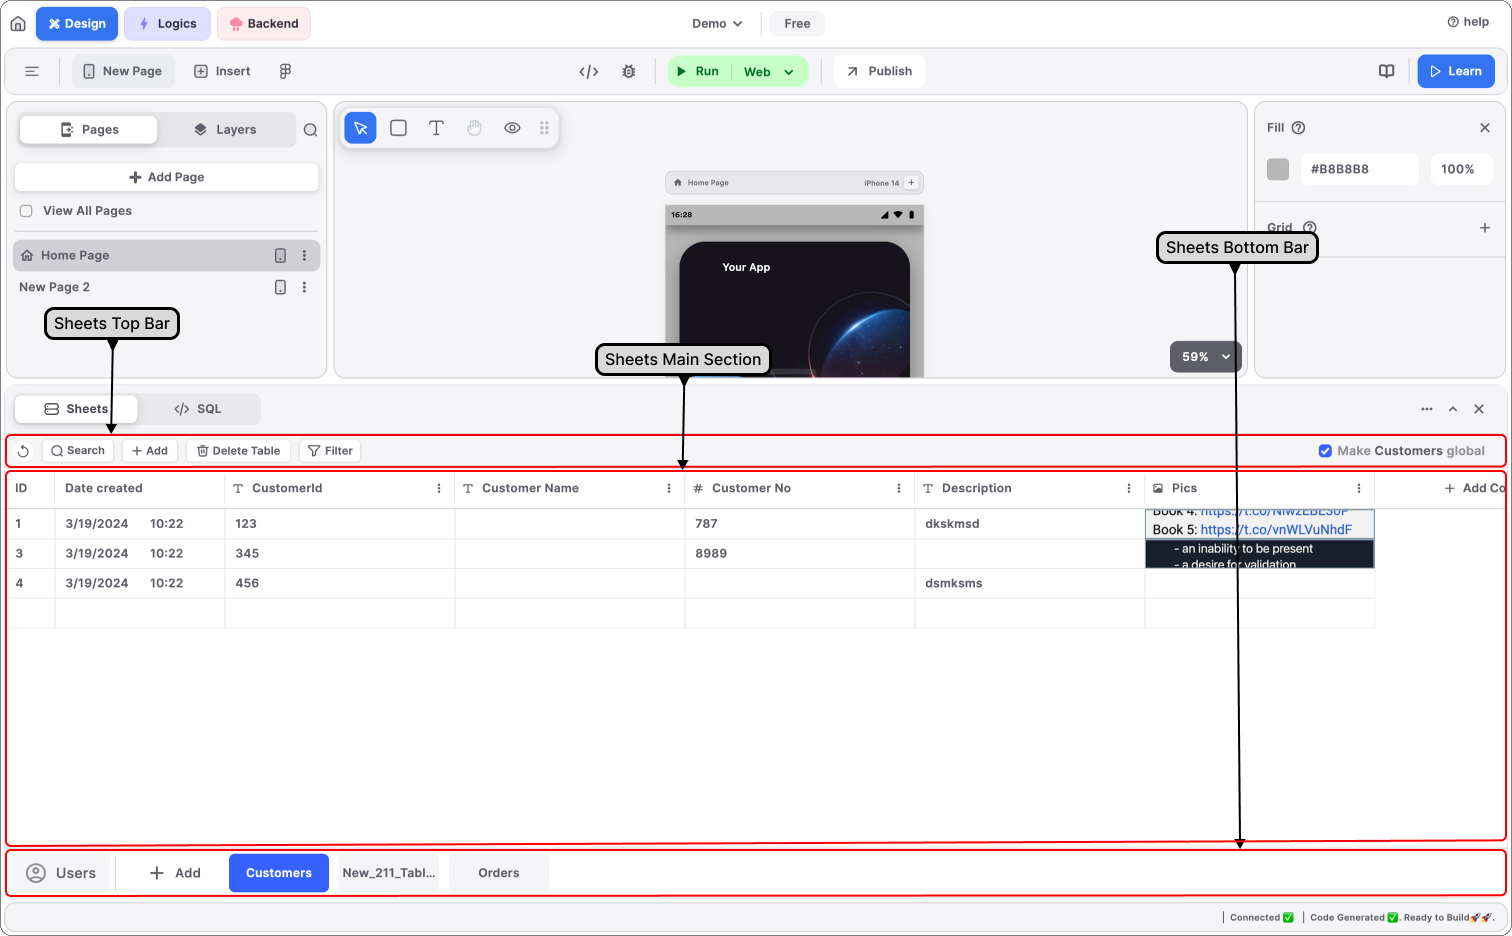 Design Logics Backend Demo Free help
New Page Insert Run Web Publish Learn
Pages Layers
Add Page
View All Pages
Home Page
New Page 2
Home Page iPhone 14
16:28
Your App
59%
Fill
#B8B8B8 100%
Grid
Sheets Bottom Bar
Sheets Top Bar
Sheets Main Section
Sheets SQL
Search + Add Delete Table Filter Make Customers global
ID Date created CustomerId Customer Name # Customer No Description Pics + Add Co
1 3/19/2024 10:22 123 787 dkskmsd
Book 4: https://t.co/NiwzEBE30P
Book 5: https://t.co/vnWLVuNhdF
3 3/19/2024 10:22 345 8989
- an inability to be present
- a desire for validation
4 3/19/2024 10:22 456 dsmksms
Users + Add Customers New_211_Tabl... Orders
| Connected ✅ | Code Generated ✅. Ready to Build🚀🚀.